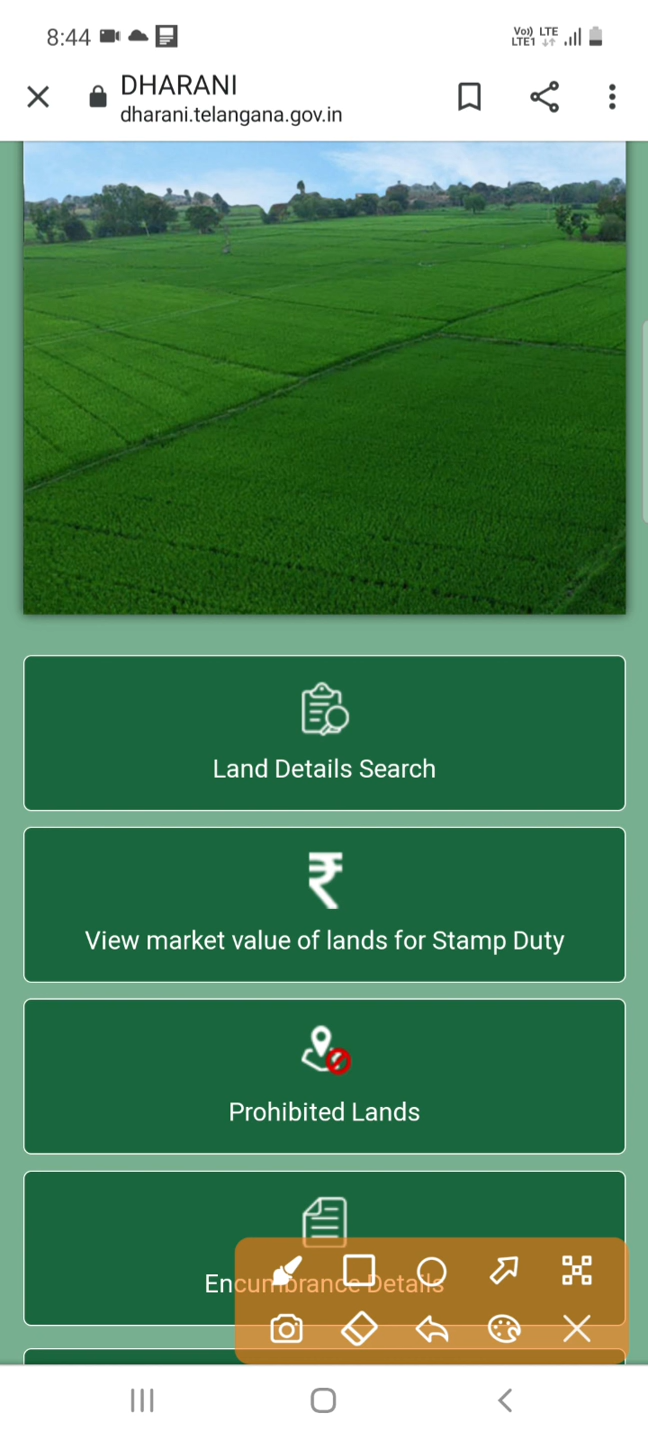 8:44
Vo)) LTE
LTE1
DHARANI
dharani.telangana.gov.in
Land Details Search
₹
View market value of lands for Stamp Duty
Prohibited Lands
Encumbrance Details